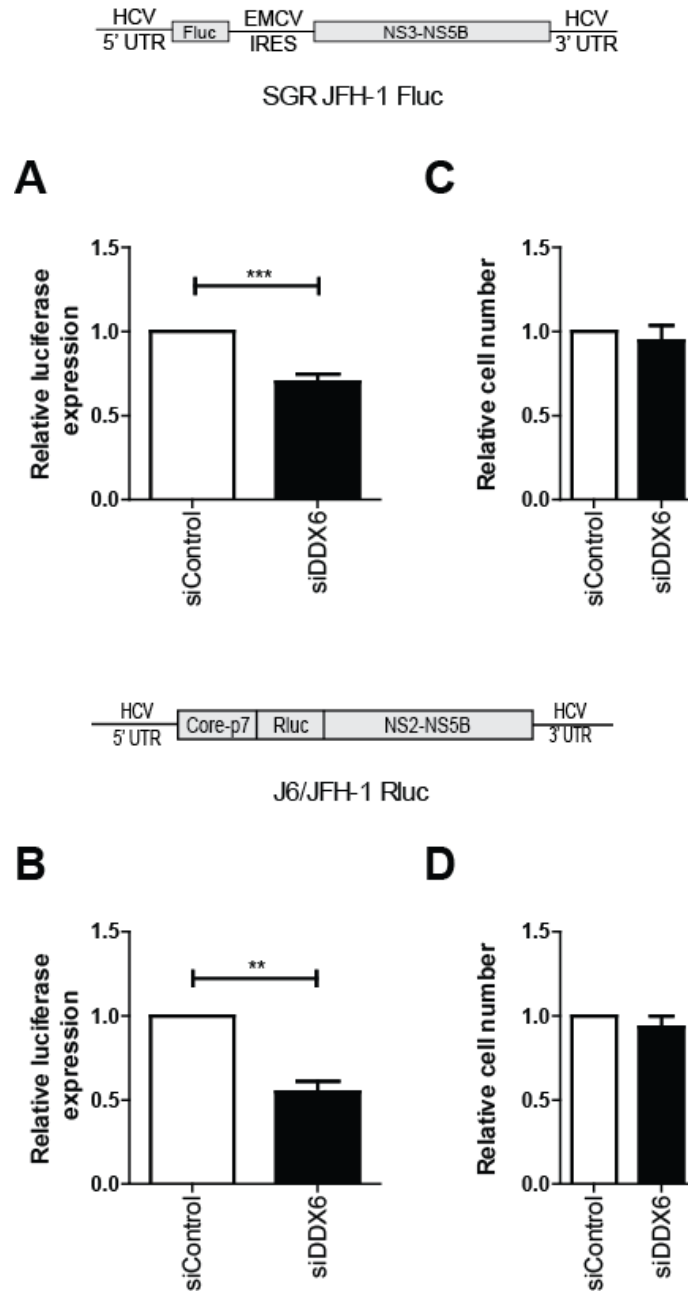 HCV EMCV HCV
5' UTR Fluc IRES NS3-NS5B 3' UTR
SGR JFH-1 Fluc
A
1.5
1.0
0.5
0.0
Relative luciferase
expression
***
siControl
siDDX6
C
1.5
1.0
0.5
0.0
Relative cell number
siControl
siDDX6
HCV HCV
5' UTR Core-p7 Rluc NS2-NS5B 3' UTR
J6/JFH-1 Rluc
B
1.5
1.0
0.5
0.0
Relative luciferase
expression
**
siControl
siDDX6
D
1.5
1.0
0.5
0.0
Relative cell number
siControl
siDDX6